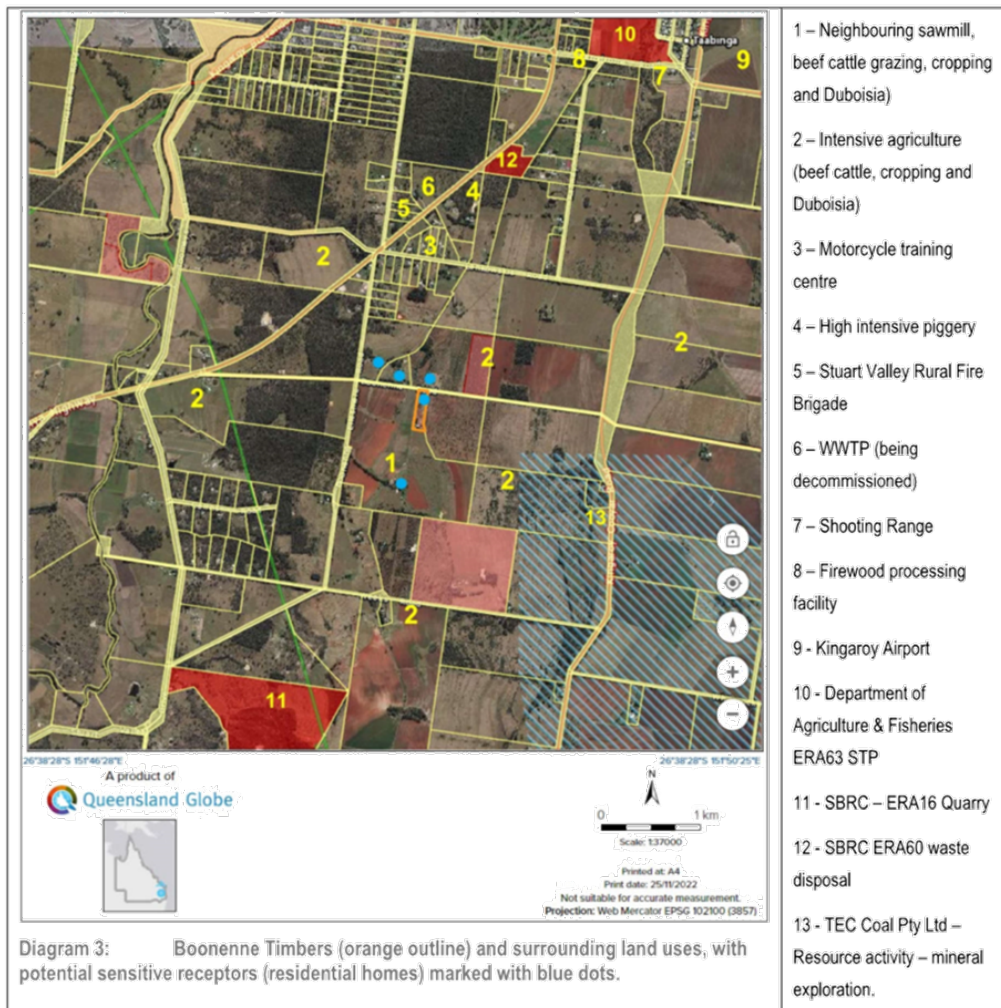 10
Taabinga
9
8
7
12
6
4
5
3
2
2
2
2
1
2
13
2
11
26°38'28"S 151°46'28"E
26°38'28"S 151°50'25"E
A product of
Queensland Globe
N
0
1 km
Scale: 1:37000
Printed at: A4
Print date: 25/11/2022
Not suitable for accurate measurement.
Projection: Web Mercator EPSG 102100 (3857)
Diagram 3: Boonenne Timbers (orange outline) and surrounding land uses, with
potential sensitive receptors (residential homes) marked with blue dots.
1 – Neighbouring sawmill,
beef cattle grazing, cropping
and Duboisia)
2 – Intensive agriculture
(beef cattle, cropping and
Duboisia)
3 – Motorcycle training
centre
4 – High intensive piggery
5 – Stuart Valley Rural Fire
Brigade
6 – WWTP (being
decommissioned)
7 – Shooting Range
8 – Firewood processing
facility
9 - Kingaroy Airport
10 - Department of
Agriculture & Fisheries
ERA63 STP
11 - SBRC – ERA16 Quarry
12 - SBRC ERA60 waste
disposal
13 - TEC Coal Pty Ltd –
Resource activity – mineral
exploration.